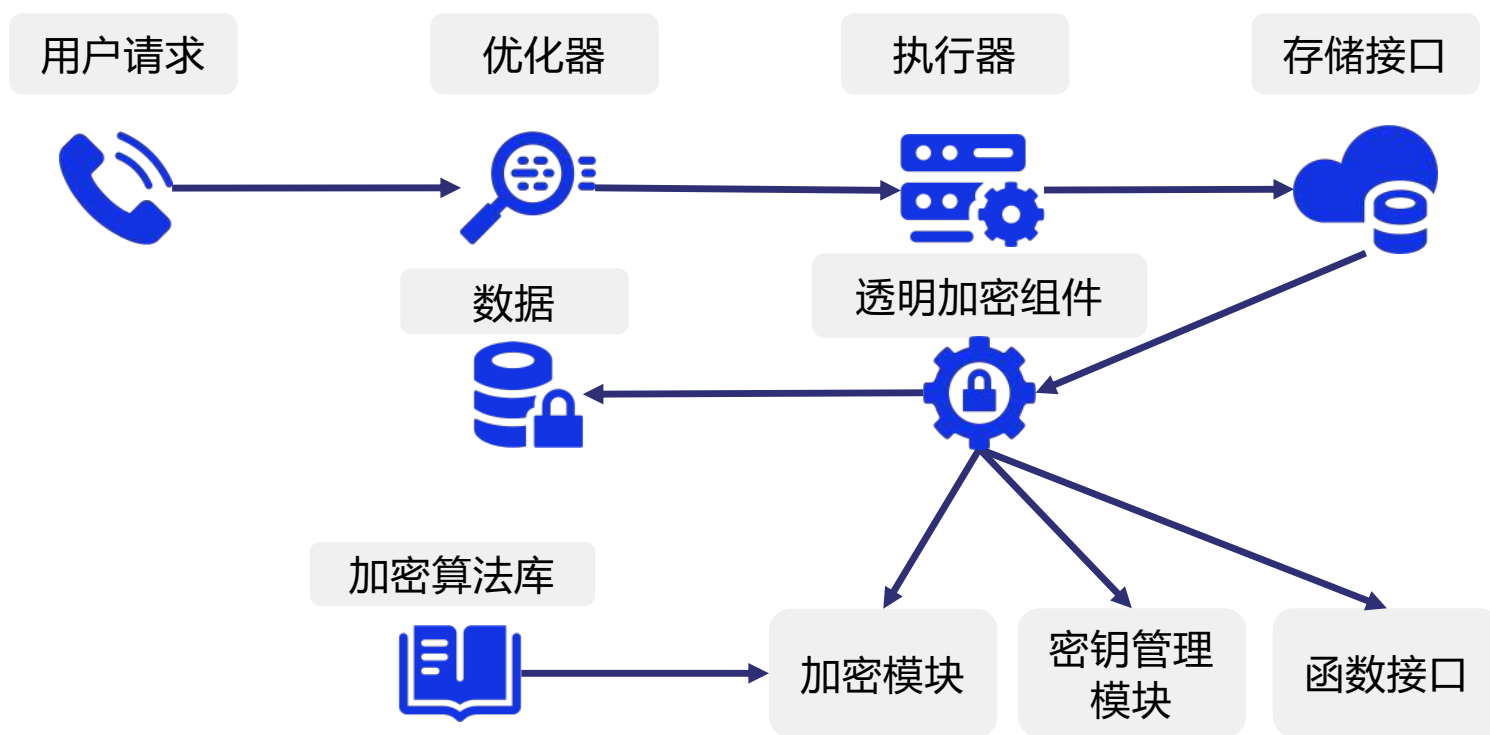 用户请求
优化器
执行器
存储接口
数据
透明加密组件
加密算法库
加密模块
密钥管理
模块
函数接口